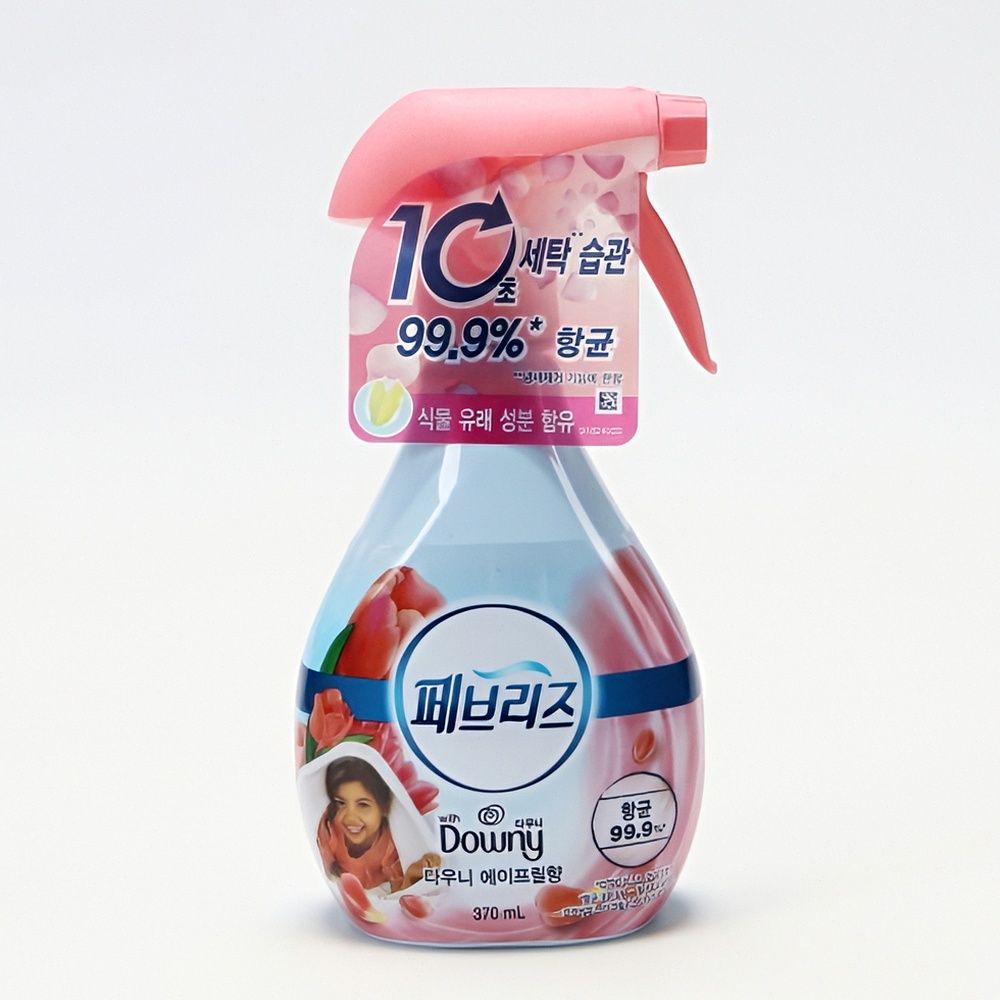 10초 세탁¨ 습관
99.9%* 항균
식물 유래 성분 함유
페브리즈
with 다우니
Downy
다우니 에이프릴향
항균
99.9%*
370 mL